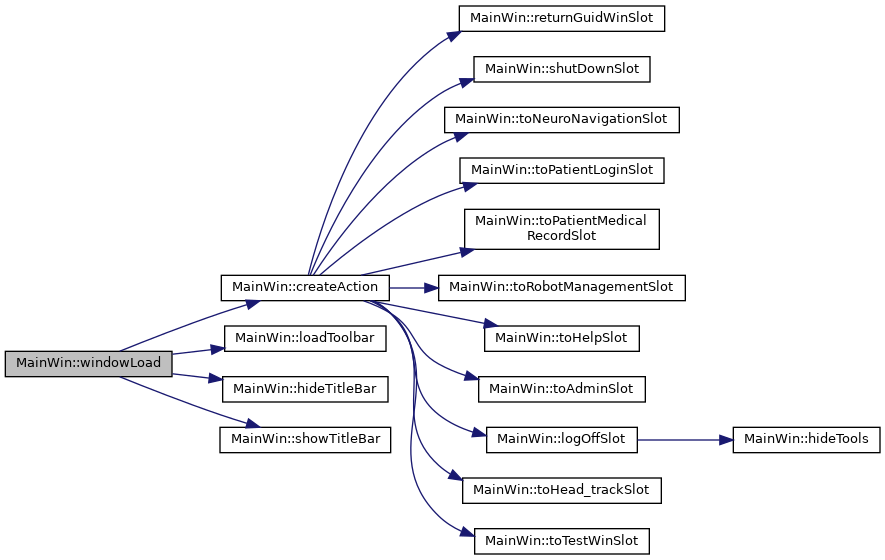 MainWin::returnGuidWinSlot
MainWin::shutDownSlot
MainWin::toNeuroNavigationSlot
MainWin::toPatientLoginSlot
MainWin::toPatientMedical
RecordSlot
MainWin::createAction
MainWin::toRobotManagementSlot
MainWin::loadToolbar
MainWin::toHelpSlot
MainWin::windowLoad
MainWin::hideTitleBar
MainWin::toAdminSlot
MainWin::showTitleBar
MainWin::logOffSlot
MainWin::hideTools
MainWin::toHead_trackSlot
MainWin::toTestWinSlot